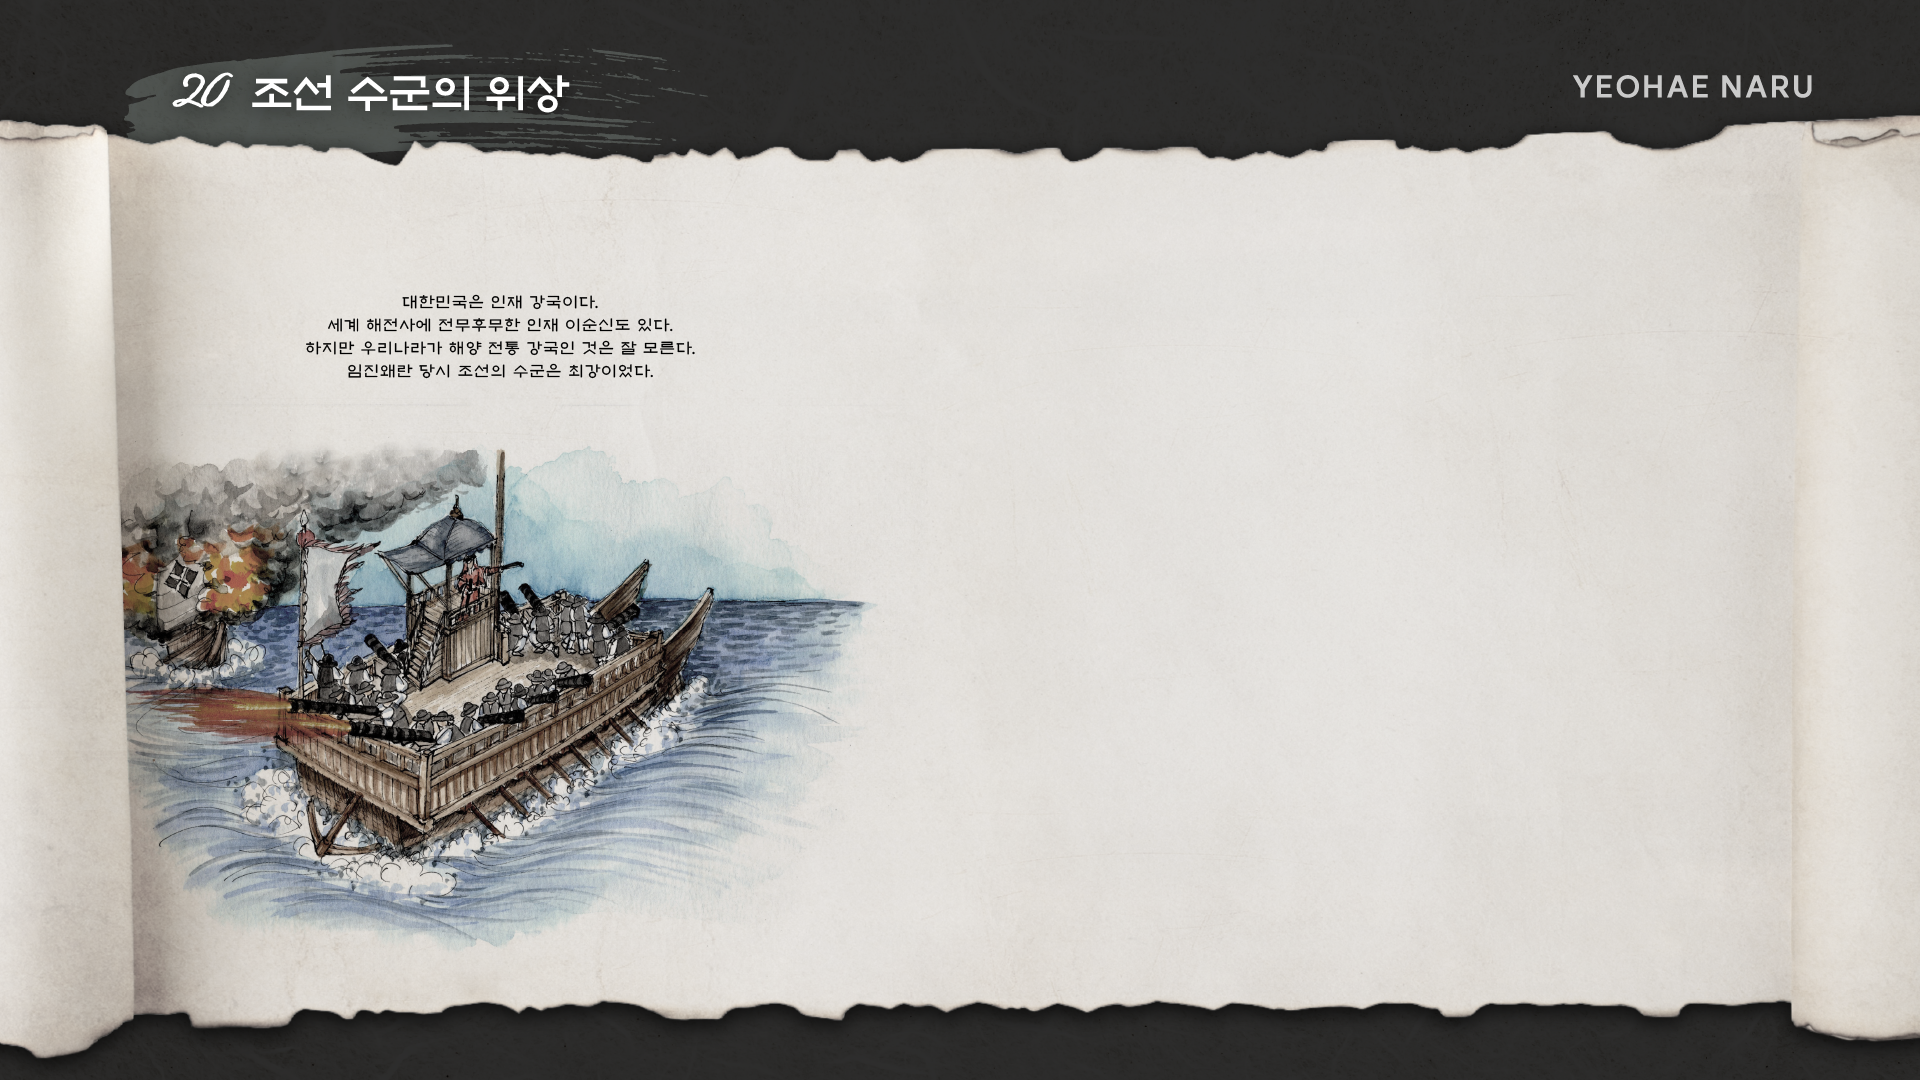 20 조선 수군의 위상
YEOHAE NARU
대한민국은 인재 강국이다.
세계 해전사에 전무후무한 인재 이순신도 있다.
하지만 우리나라가 해양 전통 강국인 것은 잘 모른다.
임진왜란 당시 조선의 수군은 최강이었다.